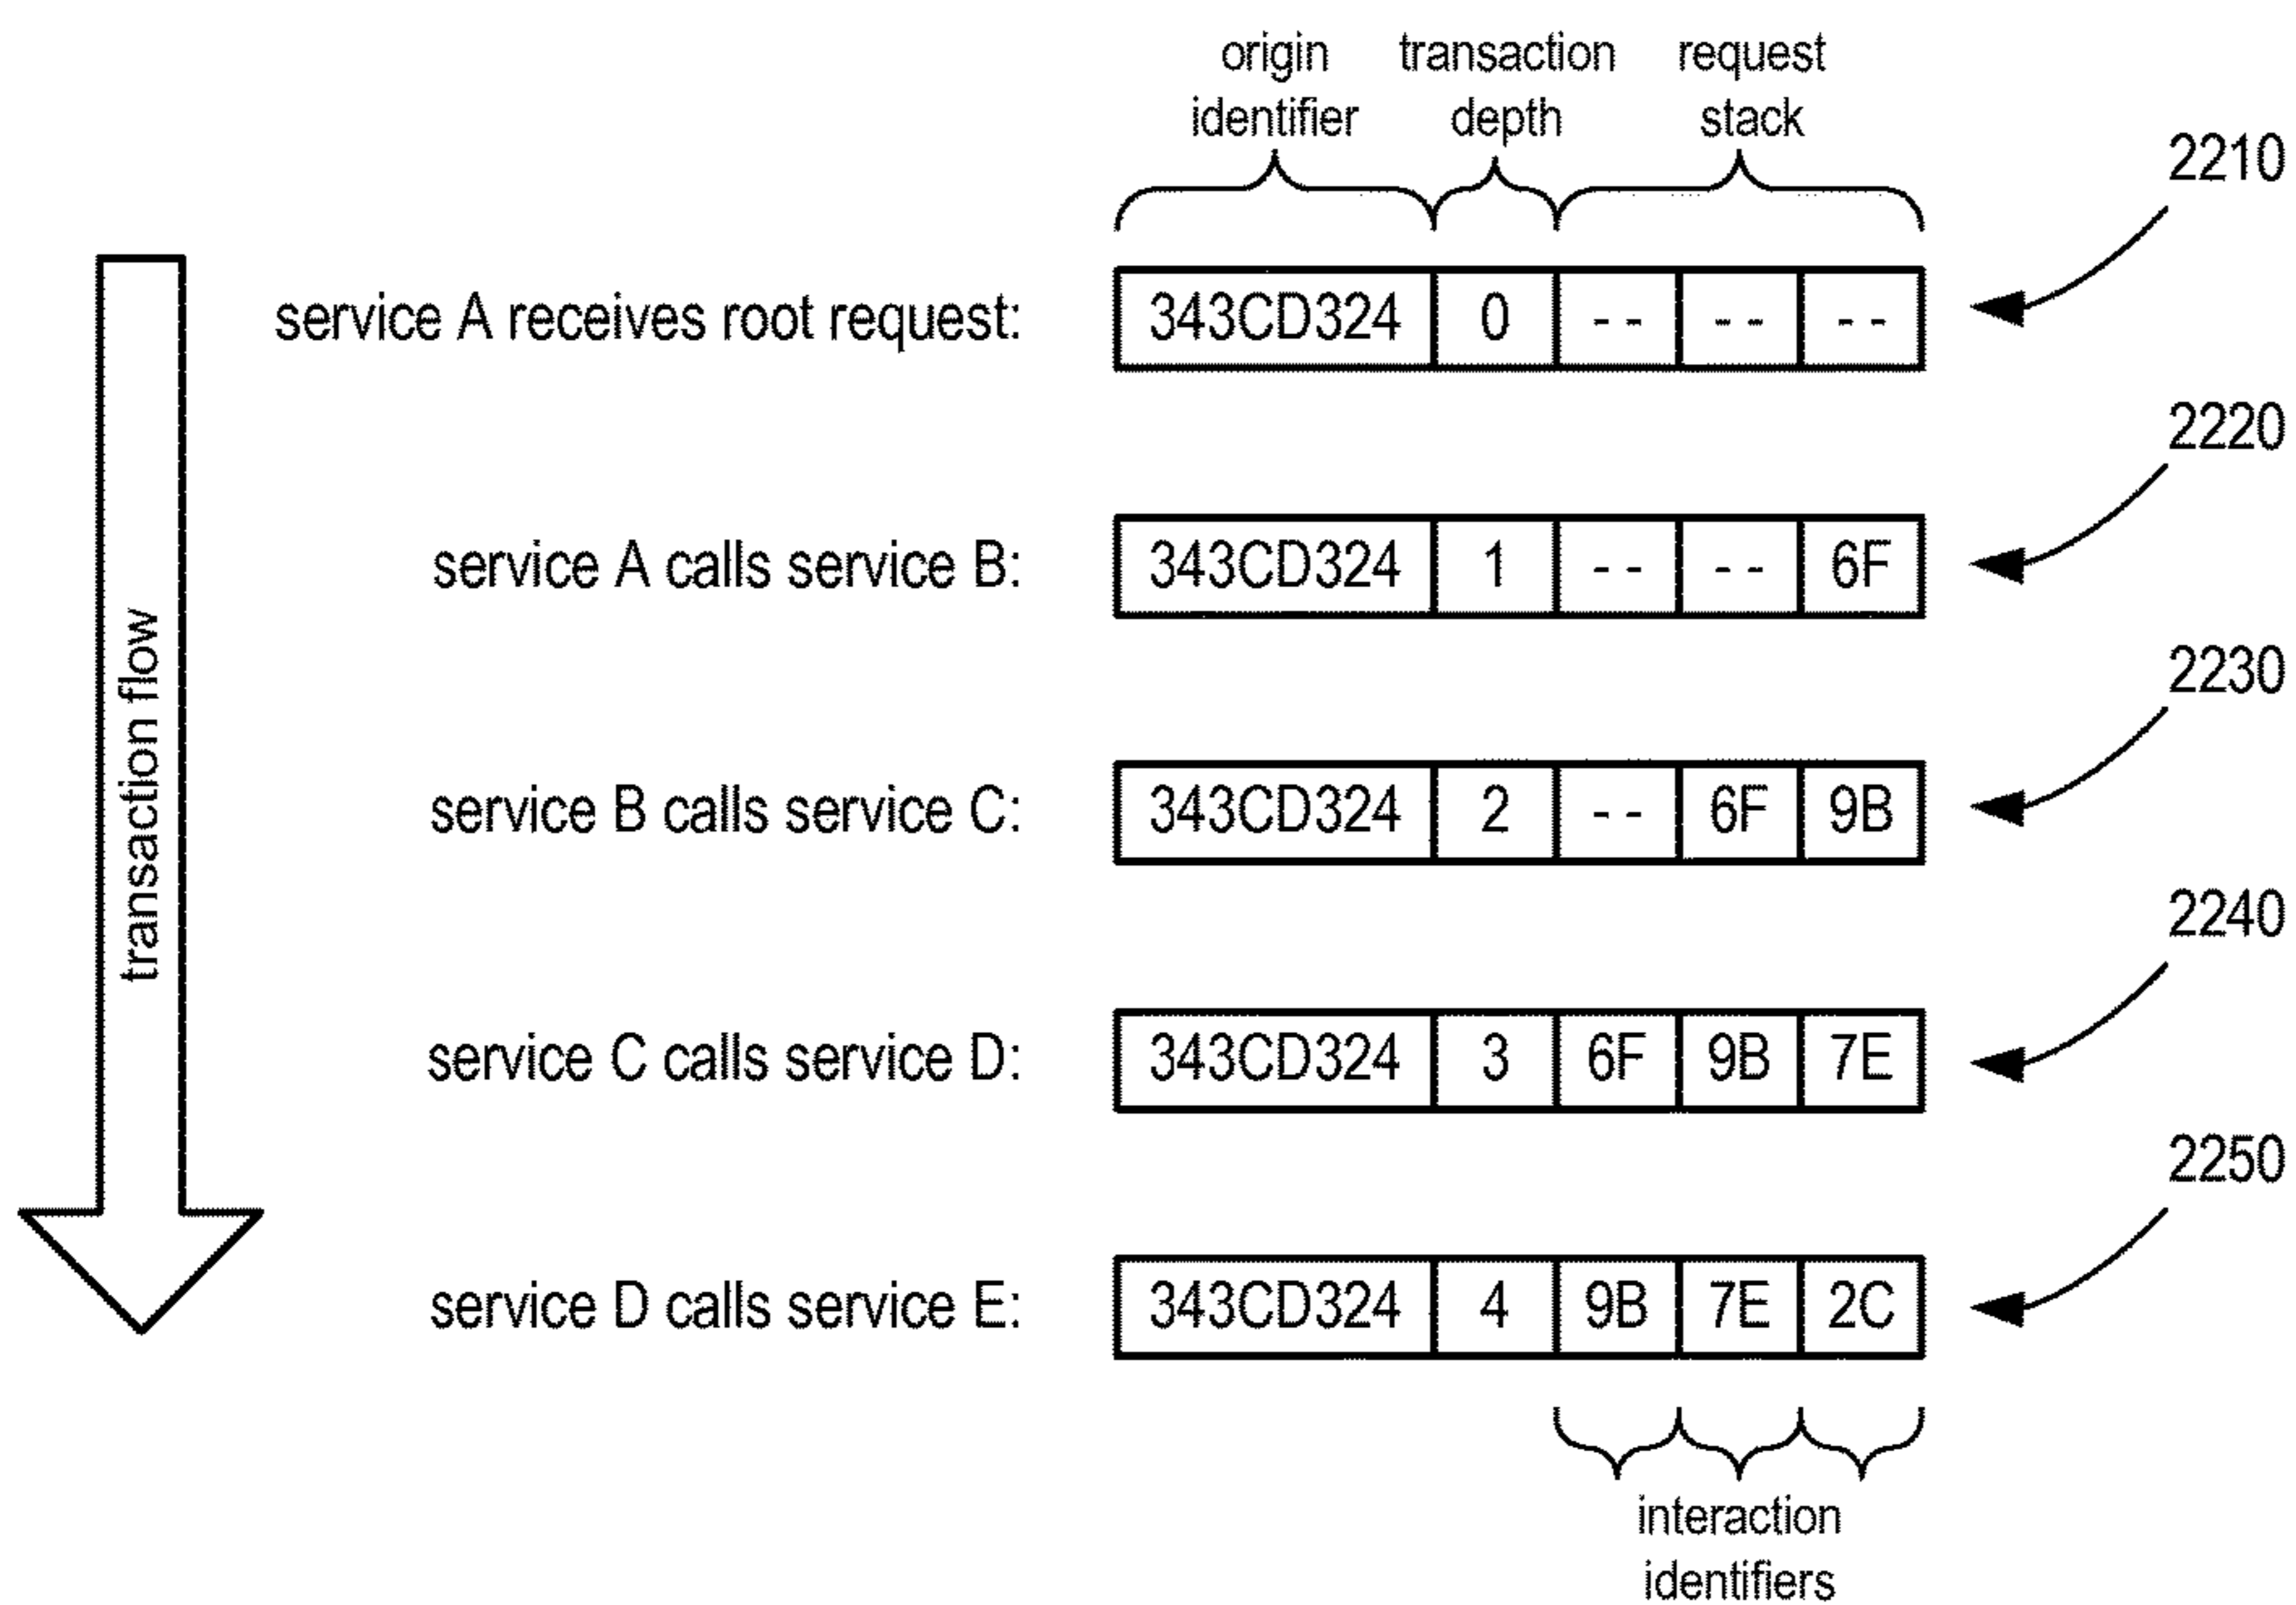 origin transaction request
identifier depth stack
2210
service A receives root request: 343CD324 0 -- -- --
2220
service A calls service B: 343CD324 1 -- -- 6F
2230
service B calls service C: 343CD324 2 -- 6F 9B
2240
service C calls service D: 343CD324 3 6F 9B 7E
2250
service D calls service E: 343CD324 4 9B 7E 2C
transaction flow
interaction
identifiers